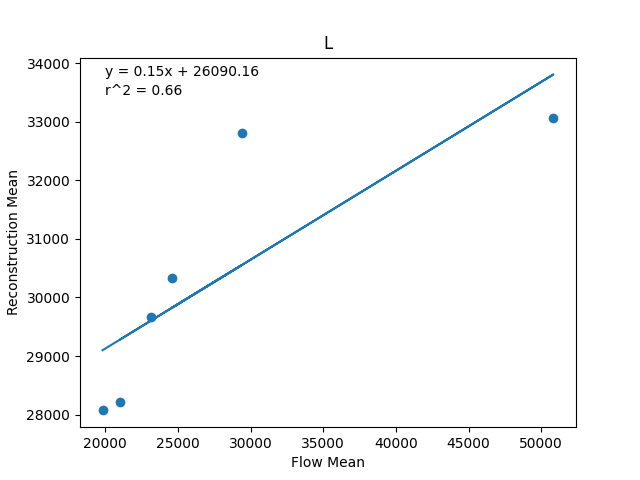 L
y = 0.15x + 26090.16
r^2 = 0.66
34000
33000
32000
31000
30000
29000
28000
Reconstruction Mean
20000 25000 30000 35000 40000 45000 50000
Flow Mean